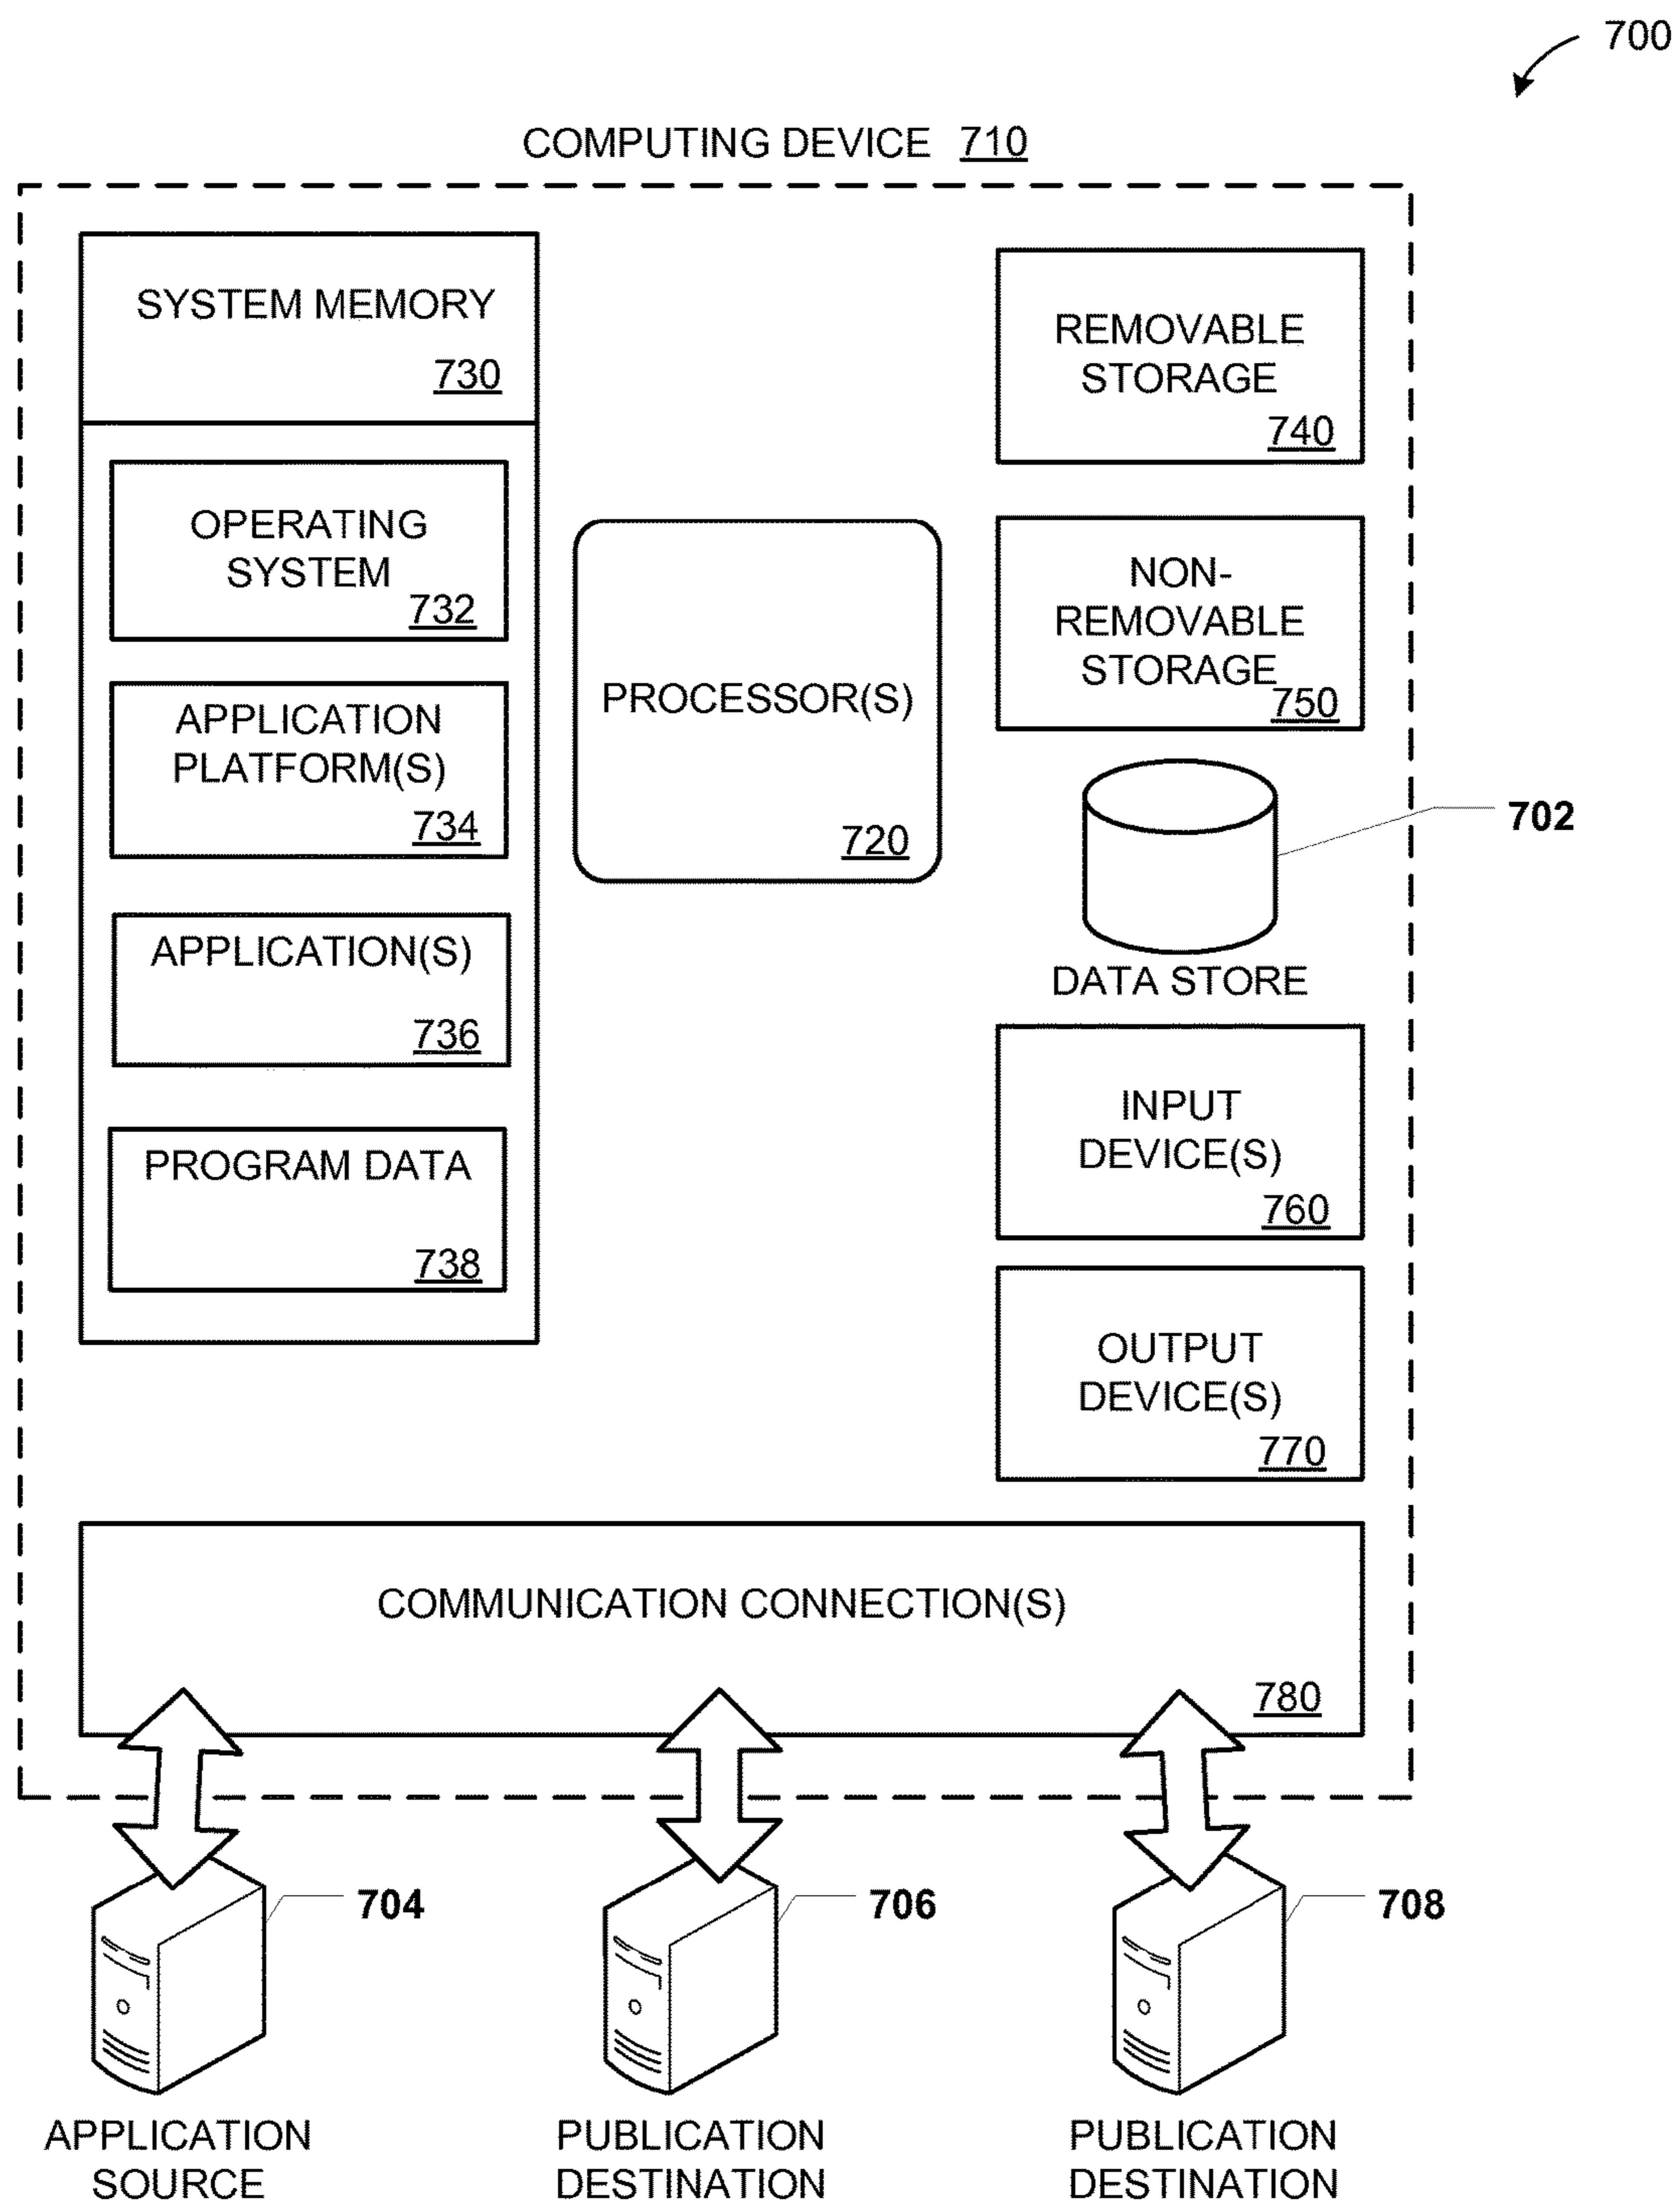 700
COMPUTING DEVICE 710
SYSTEM MEMORY
730
OPERATING
SYSTEM
732
APPLICATION
PLATFORM(S)
734
APPLICATION(S)
736
PROGRAM DATA
738
PROCESSOR(S)
720
REMOVABLE
STORAGE
740
NON-
REMOVABLE
STORAGE
750
702
DATA STORE
INPUT
DEVICE(S)
760
OUTPUT
DEVICE(S)
770
COMMUNICATION CONNECTION(S)
780
704
706
708
APPLICATION
SOURCE
PUBLICATION
DESTINATION
PUBLICATION
DESTINATION